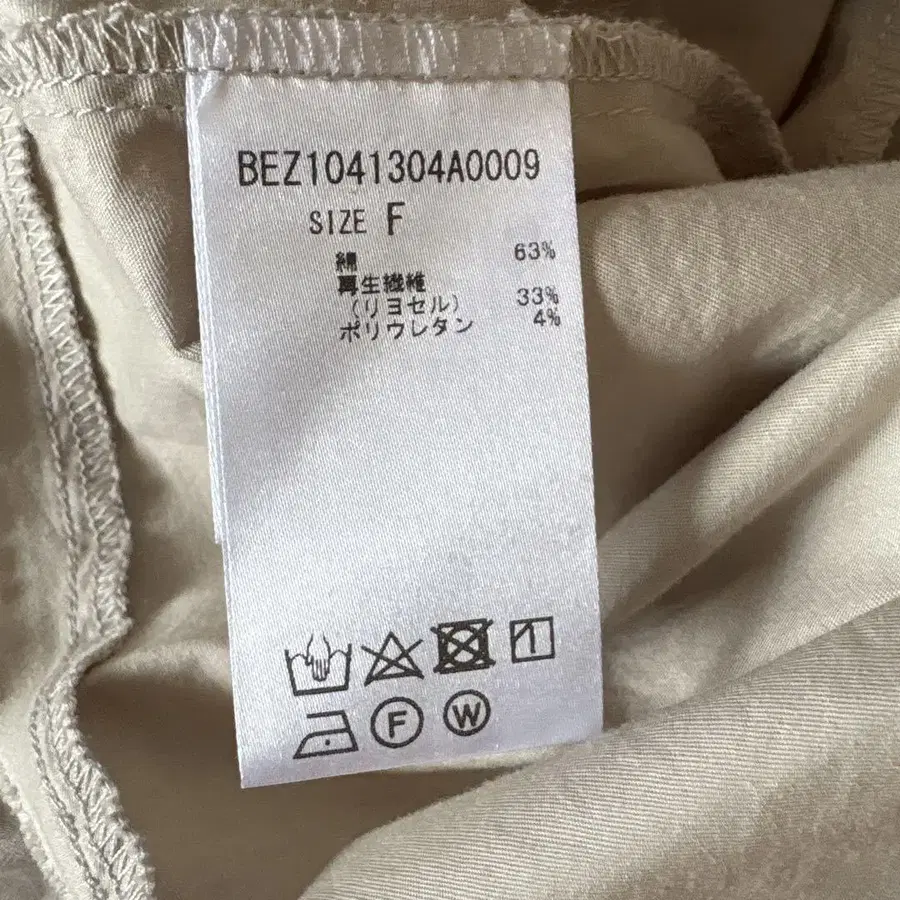 BEZ1041304A0009
SIZE F
綿 63%
再生繊維
(リヨセル) 33%
ポリウレタン 4%
F W